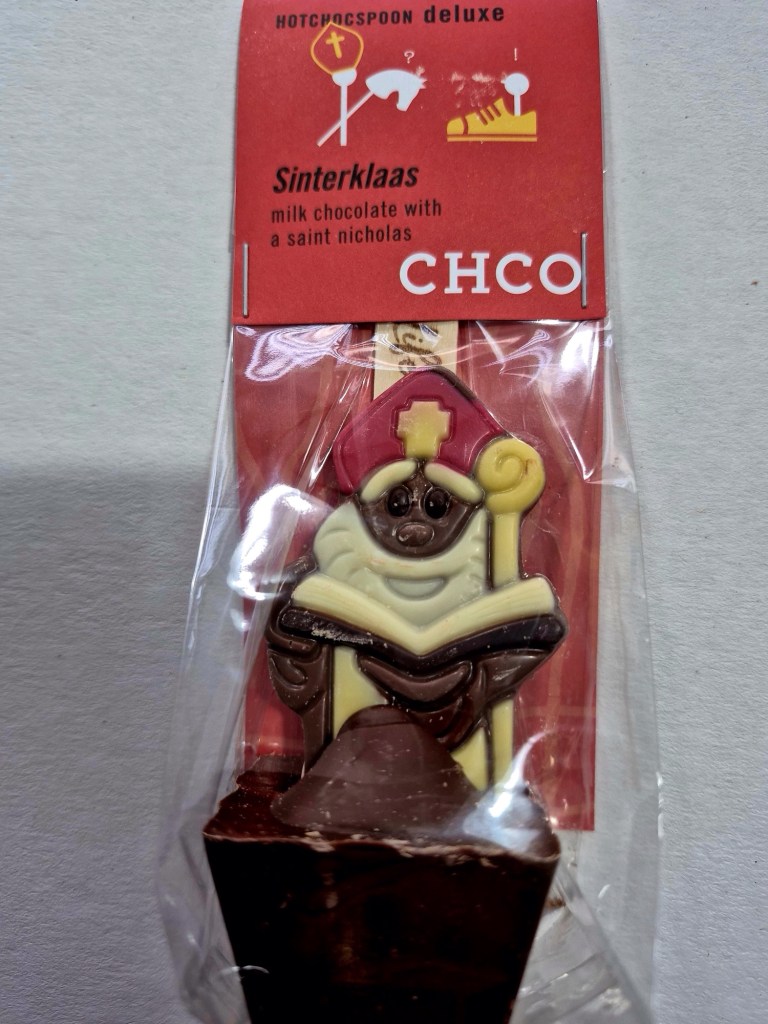 HOTCHOCSPOON deluxe
? !
Sinterklaas
milk chocolate with
a saint nicholas
CHCO